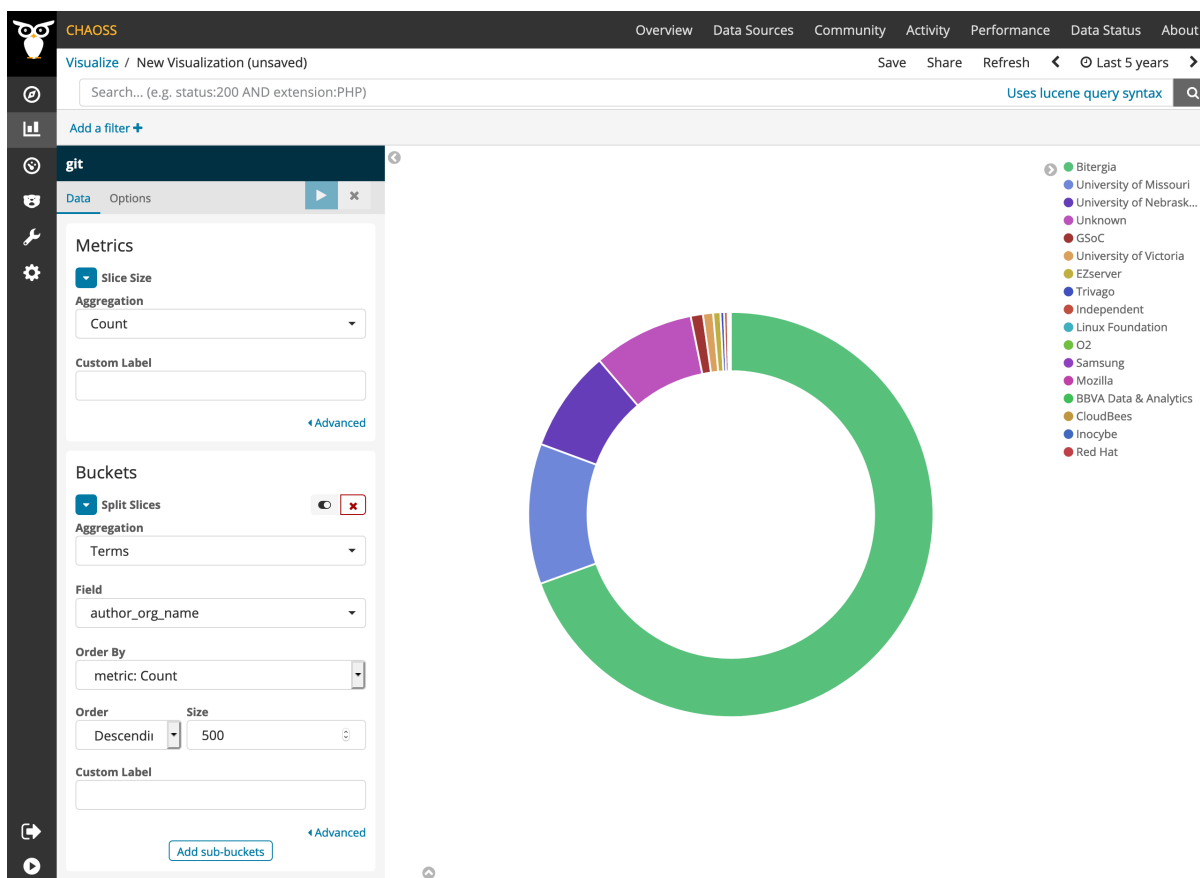 CHAOSS Overview Data Sources Community Activity Performance Data Status About
Visualize / New Visualization (unsaved) Save Share Refresh Last 5 years
Search... (e.g. status:200 AND extension:PHP) Uses lucene query syntax
Add a filter
git
Data Options
Metrics
Slice Size
Aggregation
Count
Custom Label
Advanced
Buckets
Split Slices
Aggregation
Terms
Field
author_org_name
Order By
metric: Count
Order Size
Descendi 500
Custom Label
Advanced
Add sub-buckets
Bitergia
University of Missouri
University of Nebrask...
Unknown
GSoC
University of Victoria
EZserver
Trivago
Independent
Linux Foundation
O2
Samsung
Mozilla
BBVA Data & Analytics
CloudBees
Inocybe
Red Hat